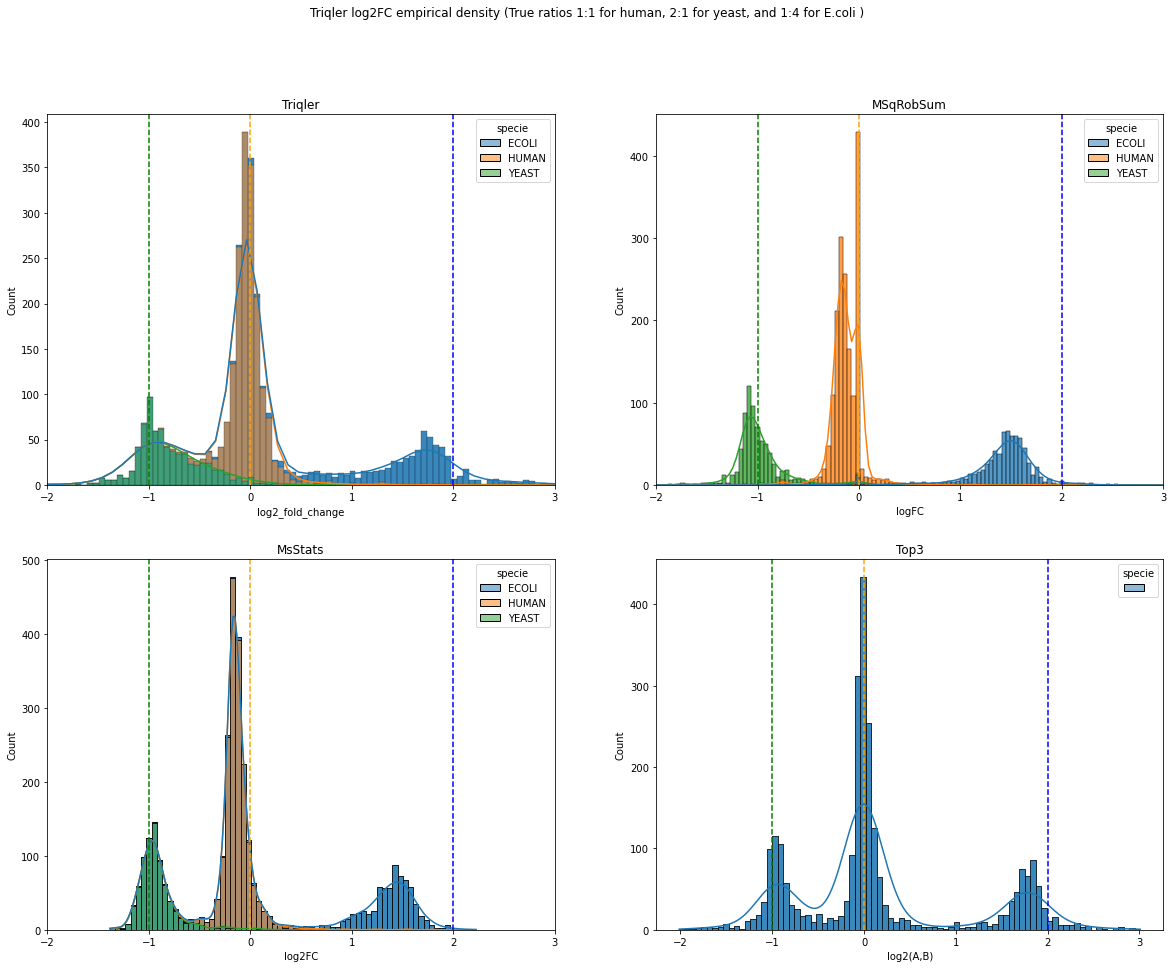 Triqler log2FC empirical density (True ratios 1:1 for human, 2:1 for yeast, and 1:4 for E.coli )
Triqler
400
350
300
250
200
150
100
50
0
Count
−2
−1
0
1
2
3
log2_fold_change
specie
ECOLI
HUMAN
YEAST
MSqRobSum
400
300
200
100
0
Count
−2
−1
0
1
2
3
logFC
specie
ECOLI
HUMAN
YEAST
MsStats
500
400
300
200
100
0
Count
−2
−1
0
1
2
3
log2FC
specie
ECOLI
HUMAN
YEAST
Top3
400
300
200
100
0
Count
−2
−1
0
1
2
3
log2(A,B)
specie